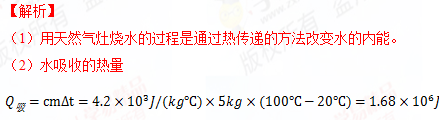 【解析】
（1）用天然气灶烧水的过程是通过热传递的方法改变水的内能。
（2）水吸收的热量
Q吸 = cmΔt = 4.2 × 10³J/(kg℃) × 5kg × (100℃ − 20℃) = 1.68 × 10⁶J